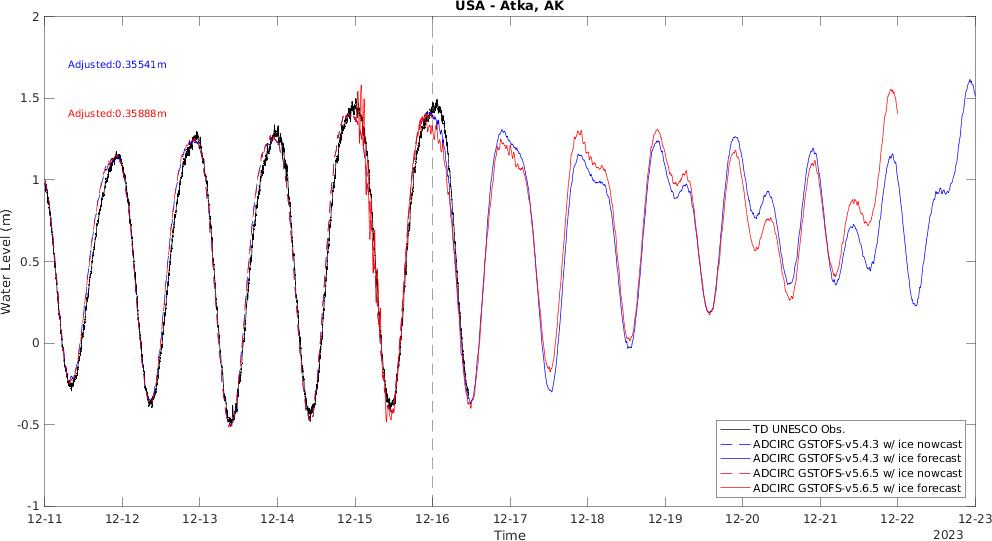 USA - Atka, AK
2
Adjusted:0.35541m
1.5
Adjusted:0.35888m
1
Water Level (m)
0.5
0
-0.5
TD UNESCO Obs.
ADCIRC GSTOFS-v5.4.3 w/ ice nowcast
ADCIRC GSTOFS-v5.4.3 w/ ice forecast
ADCIRC GSTOFS-v5.6.5 w/ ice nowcast
ADCIRC GSTOFS-v5.6.5 w/ ice forecast
-1
12-11 12-12 12-13 12-14 12-15 12-16 12-17 12-18 12-19 12-20 12-21 12-22 12-23
Time
2023